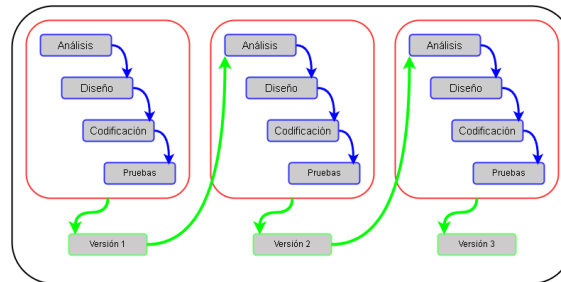 Análisis
Diseño
Codificación
Pruebas
Versión 1
Análisis
Diseño
Codificación
Pruebas
Versión 2
Análisis
Diseño
Codificación
Pruebas
Versión 3